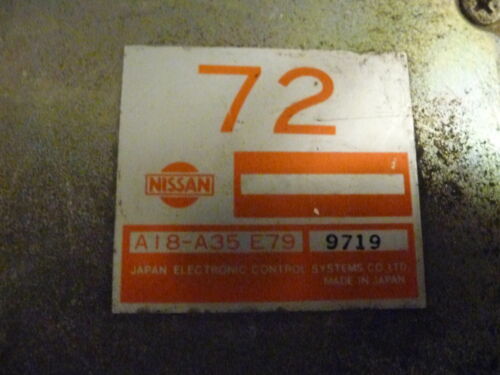 72
NISSAN
A18-A35 E79 9719
JAPAN ELECTRONIC CONTROL SYSTEMS CO.LTD.
MADE IN JAPAN